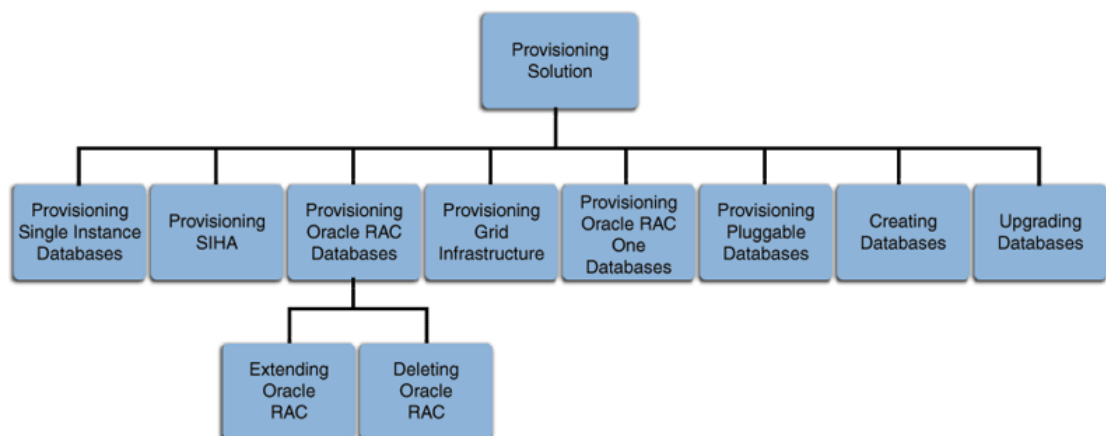 Provisioning
Solution
Provisioning
Single Instance
Databases
Provisioning
SIHA
Provisioning
Oracle RAC
Databases
Provisioning
Grid
Infrastructure
Provisioning
Oracle RAC
One
Databases
Provisioning
Pluggable
Databases
Creating
Databases
Upgrading
Databases
Extending
Oracle
RAC
Deleting
Oracle
RAC